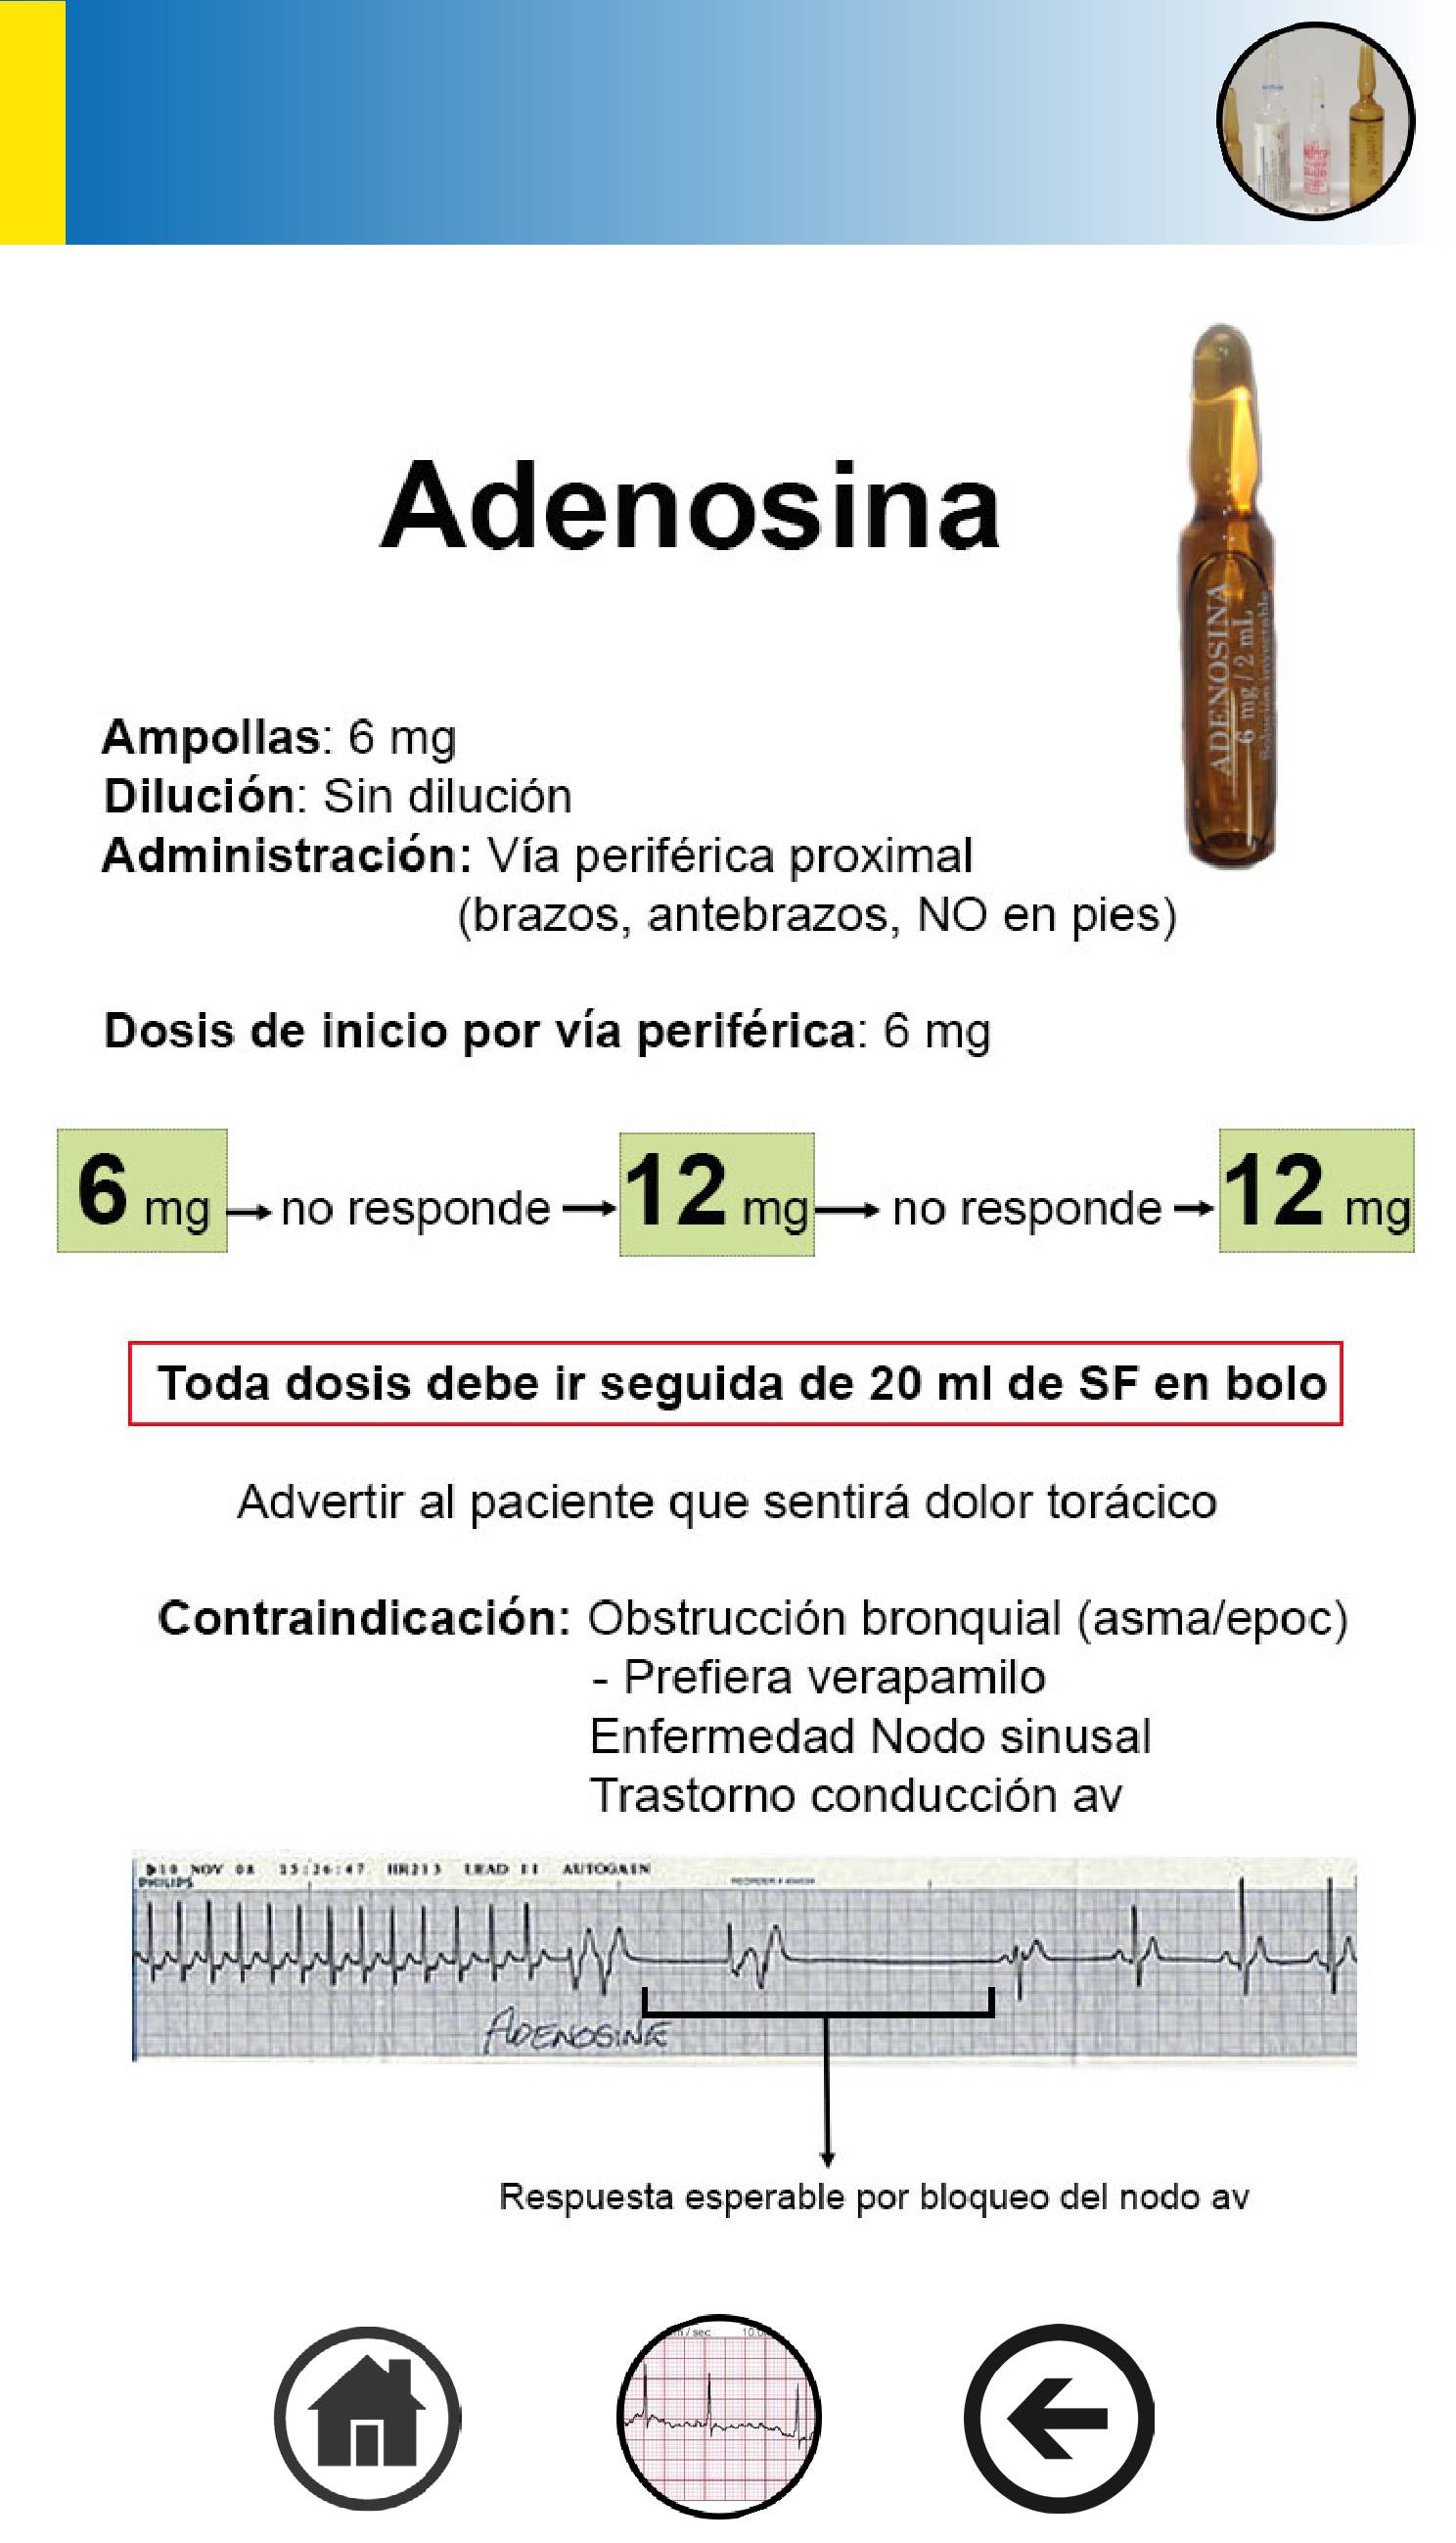 Adenosina
ADENOSINA
6 mg / 2 mL
Ampollas: 6 mg
Dilución: Sin dilución
Administración: Vía periférica proximal
(brazos, antebrazos, NO en pies)
Dosis de inicio por vía periférica: 6 mg
6 mg → no responde → 12 mg → no responde → 12 mg
Toda dosis debe ir seguida de 20 ml de SF en bolo
Advertir al paciente que sentirá dolor torácico
Contraindicación: Obstrucción bronquial (asma/epoc)
- Prefiera verapamilo
Enfermedad Nodo sinusal
Trastorno conducción av
10 NOV 08 15:26:47 HR213 LEAD II AUTOGAIN
PHILIPS
ADENOSINE
Respuesta esperable por bloqueo del nodo av